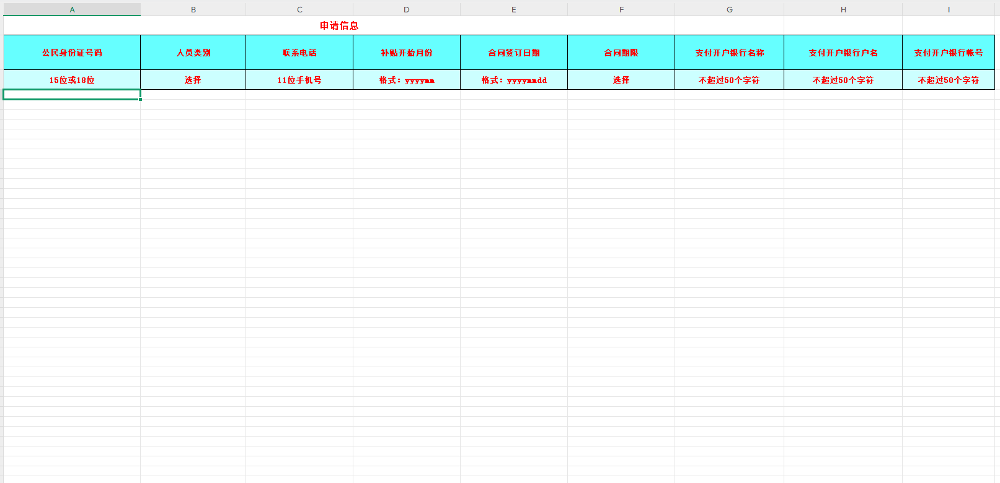 A B C D E F G H I
申请信息
公民身份证号码 人员类别 联系电话 补贴开始月份 合同签订日期 合同期限 支付开户银行名称 支付开户银行户名 支付开户银行帐号
15位或18位 选择 11位手机号 格式：yyyymm 格式：yyyymmdd 选择 不超过50个字符 不超过50个字符 不超过50个字符